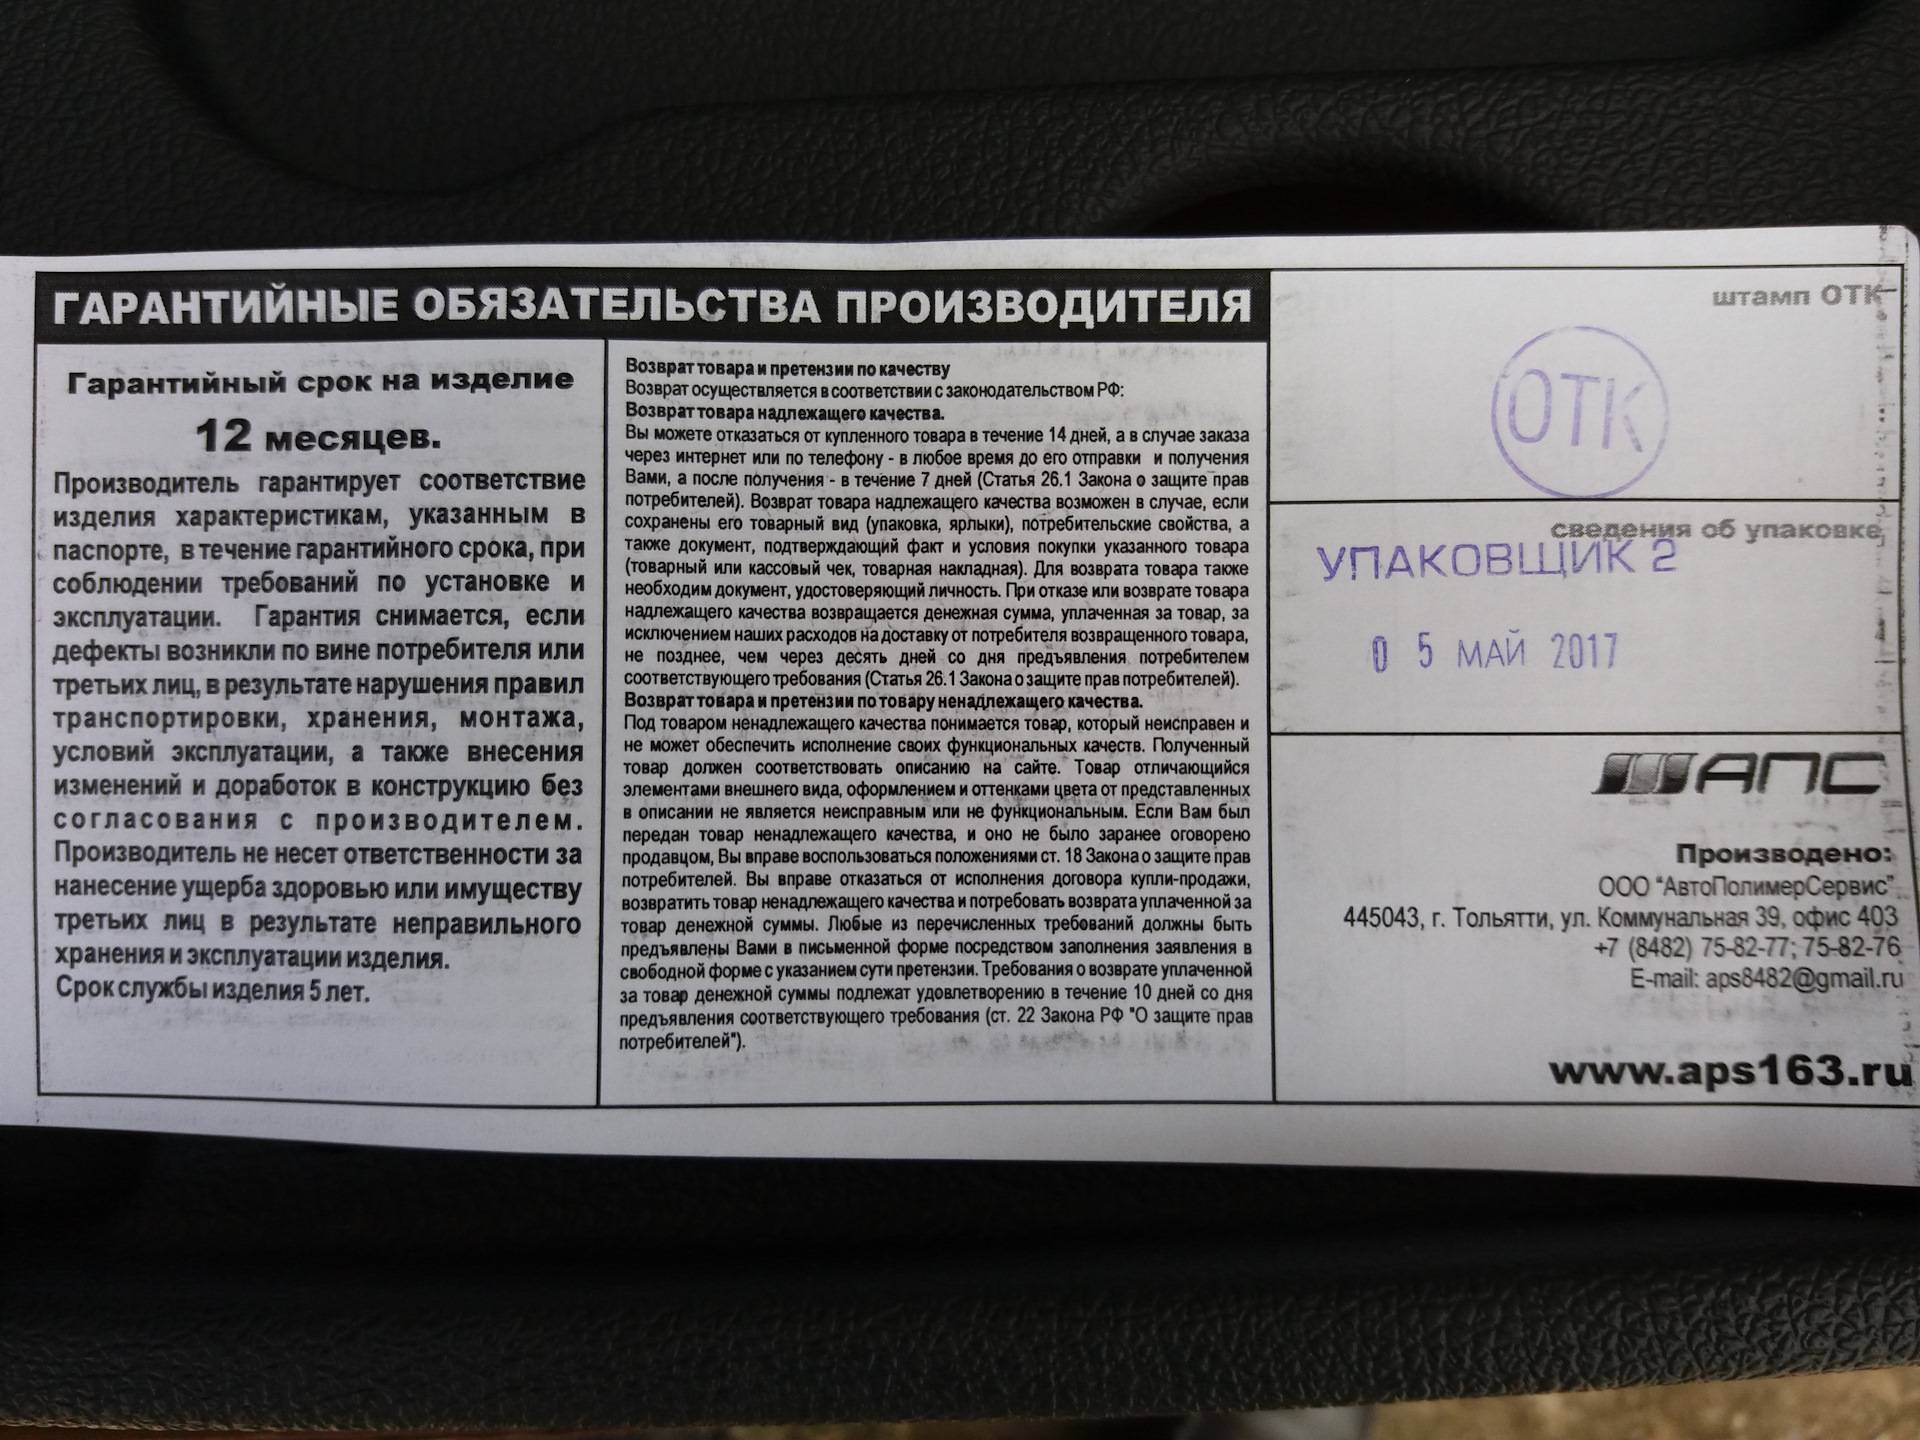 ГАРАНТИЙНЫЕ ОБЯЗАТЕЛЬСТВА ПРОИЗВОДИТЕЛЯ
Гарантийный срок на изделие
12 месяцев.
Производитель гарантирует соответствие
изделия характеристикам, указанным в
паспорте, в течение гарантийного срока, при
соблюдении требований по установке и
эксплуатации. Гарантия снимается, если
дефекты возникли по вине потребителя или
третьих лиц, в результате нарушения правил
транспортировки, хранения, монтажа,
условий эксплуатации, а также внесения
изменений и доработок в конструкцию без
согласования с производителем.
Производитель не несет ответственности за
нанесение ущерба здоровью или имуществу
третьих лиц в результате неправильного
хранения и эксплуатации изделия.
Срок службы изделия 5 лет.
Возврат товара и претензии по качеству
Возврат осуществляется в соответствии с законодательством РФ:
Возврат товара надлежащего качества.
Вы можете отказаться от купленного товара в течение 14 дней, а в случае заказа
через интернет или по телефону - в любое время до его отправки и получения
Вами, а после получения - в течение 7 дней (Статья 26.1 Закона о защите прав
потребителей). Возврат товара надлежащего качества возможен в случае, если
сохранены его товарный вид (упаковка, ярлыки), потребительские свойства, а
также документ, подтверждающий факт и условия покупки указанного товара
(товарный или кассовый чек, товарная накладная). Для возврата товара также
необходим документ, удостоверяющий личность. При отказе или возврате товара
надлежащего качества возвращается денежная сумма, уплаченная за товар, за
исключением наших расходов на доставку от потребителя возвращенного товара,
не позднее, чем через десять дней со дня предъявления потребителем
соответствующего требования (Статья 26.1 Закона о защите прав потребителей).
Возврат товара и претензии по товару ненадлежащего качества.
Под товаром ненадлежащего качества понимается товар, который неисправен и
не может обеспечить исполнение своих функциональных качеств. Полученный
товар должен соответствовать описанию на сайте. Товар отличающийся
элементами внешнего вида, оформлением и оттенками цвета от представленных
в описании не является неисправным или не функциональным. Если Вам был
передан товар ненадлежащего качества, и оно не было заранее оговорено
продавцом, Вы вправе воспользоваться положениями ст. 18 Закона о защите прав
потребителей. Вы вправе отказаться от исполнения договора купли-продажи,
возвратить товар ненадлежащего качества и потребовать возврата уплаченной за
товар денежной суммы. Любые из перечисленных требований должны быть
предъявлены Вами в письменной форме посредством заполнения заявления в
свободной форме с указанием сути претензии. Требования о возврате уплаченной
за товар денежной суммы подлежат удовлетворению в течение 10 дней со дня
предъявления соответствующего требования (ст. 22 Закона РФ "О защите прав
потребителей").
штамп ОТК
ОТК
сведения об упаковке
УПАКОВЩИК 2
0 5 МАЙ 2017
АПС
Произведено:
ООО "АвтоПолимерСервис"
445043, г. Тольятти, ул. Коммунальная 39, офис 403
+7 (8482) 75-82-77; 75-82-76
E-mail: aps8482@gmail.ru
www.aps163.ru